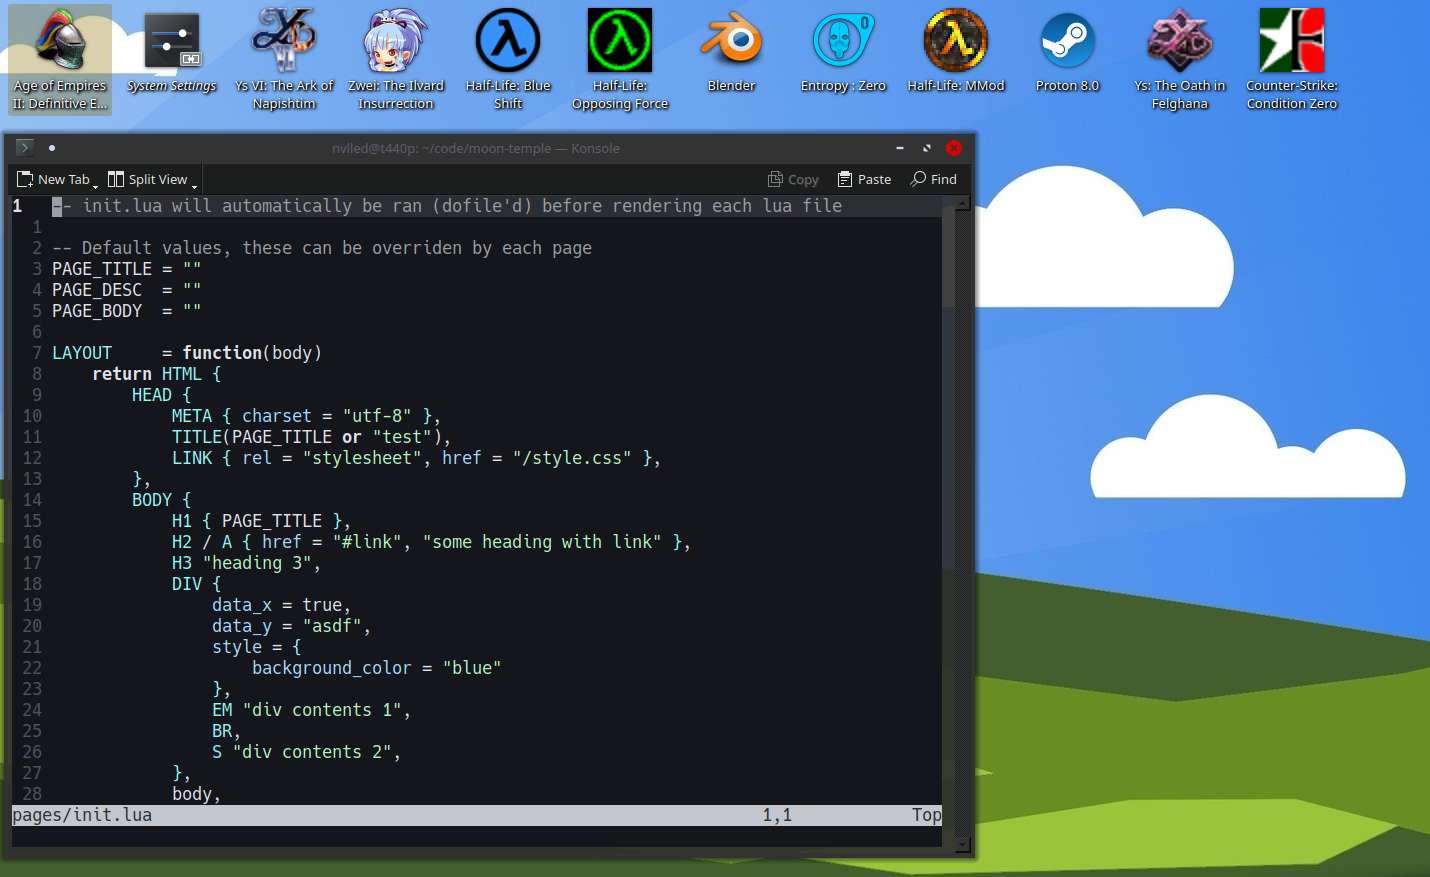 Age of Empires
II: Definitive E...
System Settings
Ys VI: The Ark of
Napishtim
Zwei: The Ilvard
Insurrection
Half-Life: Blue
Shift
Half-Life:
Opposing Force
Blender
0
Entropy : Zero
Half-Life: MMod
Proton 8.0
Ys: The Oath in
Felghana
Counter-Strike:
Condition Zero
nvlled@t440p: ~/code/moon-temple — Konsole
New Tab
Split View
Copy
Paste
Find
1 -- init.lua will automatically be ran (dofile'd) before rendering each lua file
1
2 -- Default values, these can be overriden by each page
3 PAGE_TITLE = ""
4 PAGE_DESC  = ""
5 PAGE_BODY  = ""
6
7 LAYOUT     = function(body)
8     return HTML {
9         HEAD {
10             META { charset = "utf-8" },
11             TITLE(PAGE_TITLE or "test"),
12             LINK { rel = "stylesheet", href = "/style.css" },
13         },
14         BODY {
15             H1 { PAGE_TITLE },
16             H2 / A { href = "#link", "some heading with link" },
17             H3 "heading 3",
18             DIV {
19                 data_x = true,
20                 data_y = "asdf",
21                 style = {
22                     background_color = "blue"
23                 },
24                 EM "div contents 1",
25                 BR,
26                 S "div contents 2",
27             },
28             body,
pages/init.lua 1,1 Top